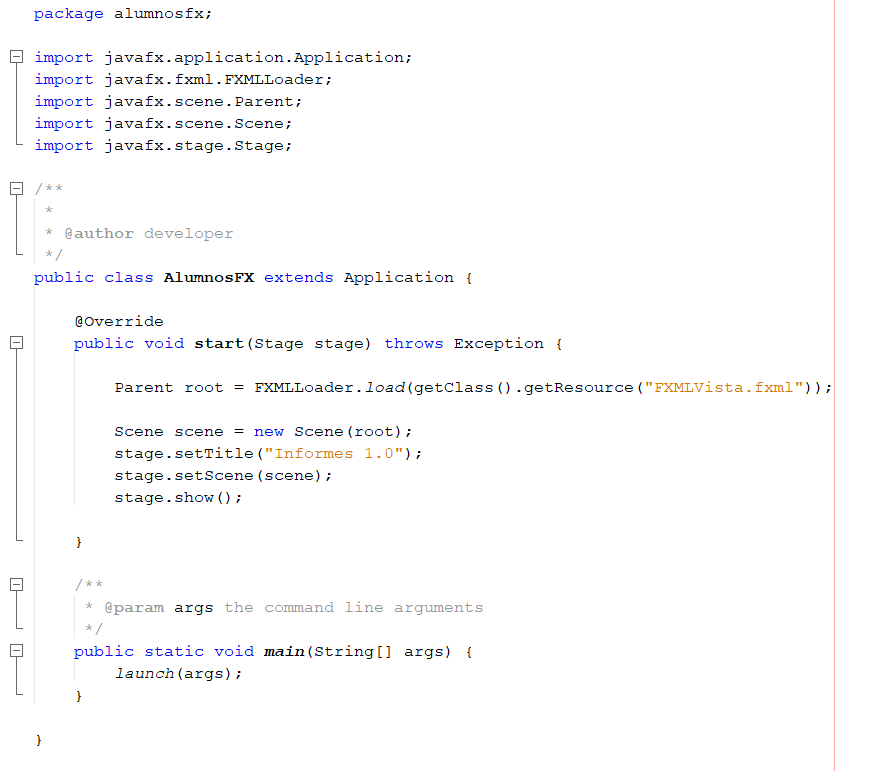 package alumnosfx;
import javafx.application.Application;
import javafx.fxml.FXMLLoader;
import javafx.scene.Parent;
import javafx.scene.Scene;
import javafx.stage.Stage;
/**
 *
 * @author developer
 */
public class AlumnosFX extends Application {
    @Override
    public void start(Stage stage) throws Exception {
        Parent root = FXMLLoader.load(getClass().getResource("FXMLVista.fxml"));
        Scene scene = new Scene(root);
        stage.setTitle("Informes 1.0");
        stage.setScene(scene);
        stage.show();
    }
    /**
     * @param args the command line arguments
     */
    public static void main(String[] args) {
        launch(args);
    }
}